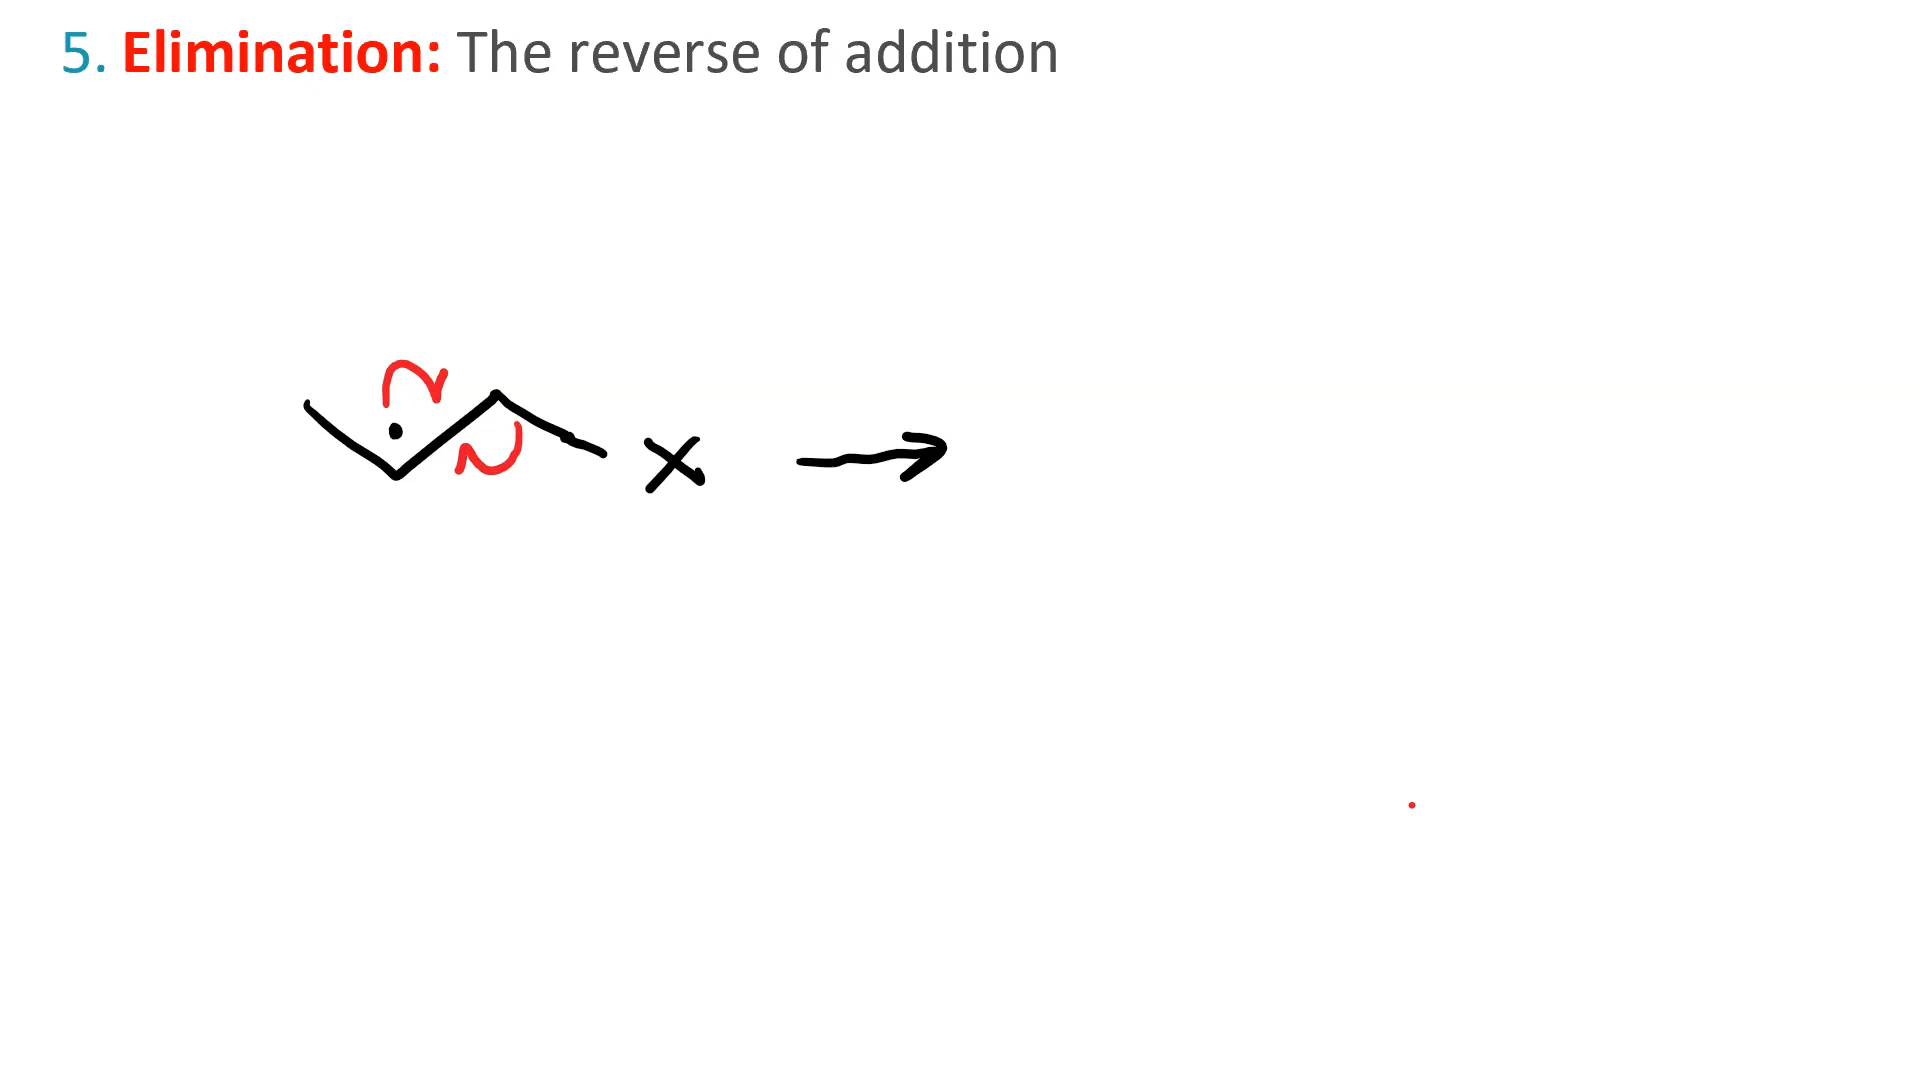 5. Elimination: The reverse of addition
X